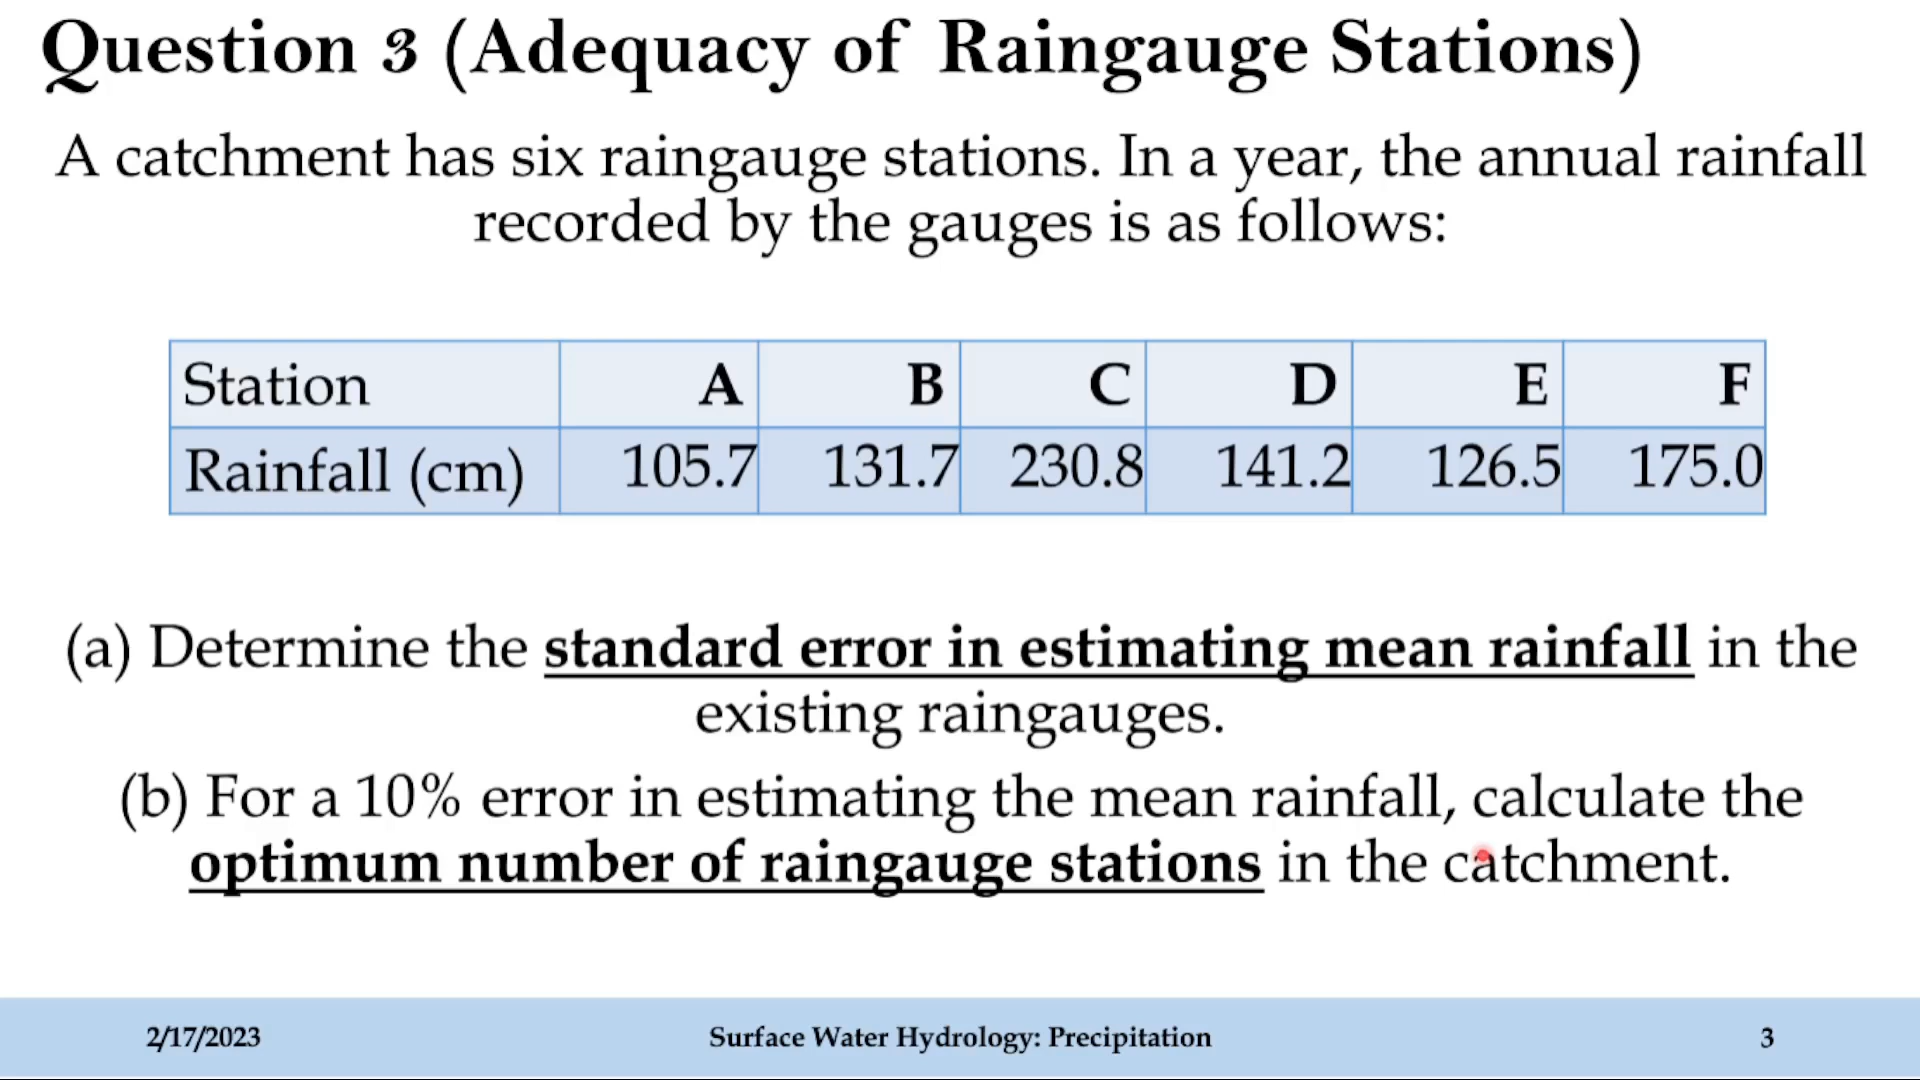 Question 3 (Adequacy of Raingauge Stations)
A catchment has six raingauge stations. In a year, the annual rainfall
recorded by the gauges is as follows:
Station A B C D E F
Rainfall (cm) 105.7 131.7 230.8 141.2 126.5 175.0
(a) Determine the standard error in estimating mean rainfall in the
existing raingauges.
(b) For a 10% error in estimating the mean rainfall, calculate the
optimum number of raingauge stations in the catchment.
2/17/2023 Surface Water Hydrology: Precipitation 3